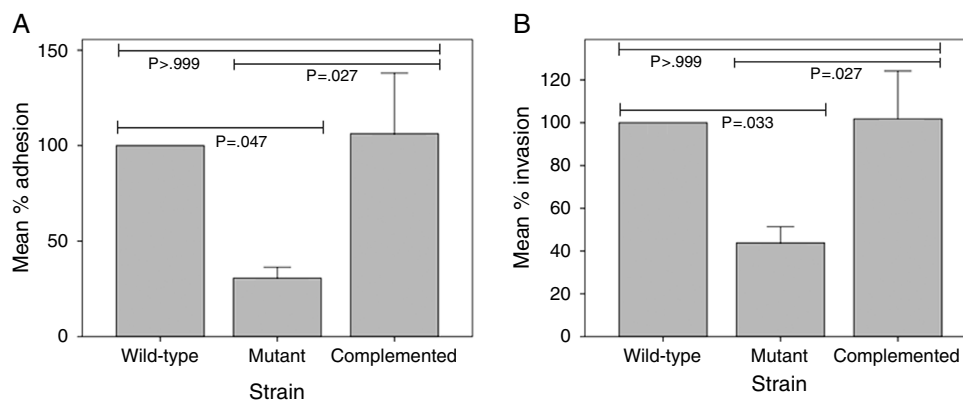 A
150
100
50
0
Mean % adhesion
P>.999
P=.027
P=.047
Wild-type
Mutant
Complemented
Strain
B
120
100
80
60
40
20
0
Mean % invasion
P>.999
P=.027
P=.033
Wild-type
Mutant
Complemented
Strain